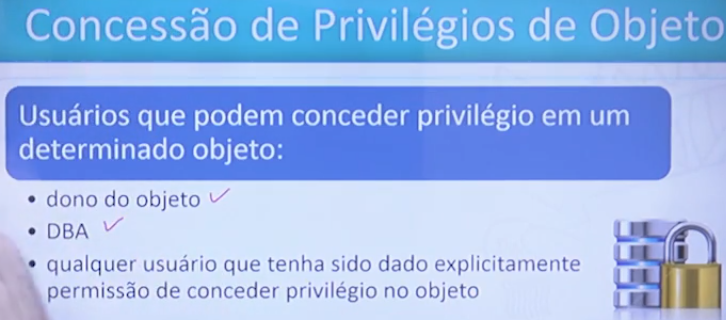 Concessão de Privilégios de Objeto
Usuários que podem conceder privilégio em um
determinado objeto:
• dono do objeto
• DBA
• qualquer usuário que tenha sido dado explicitamente
permissão de conceder privilégio no objeto